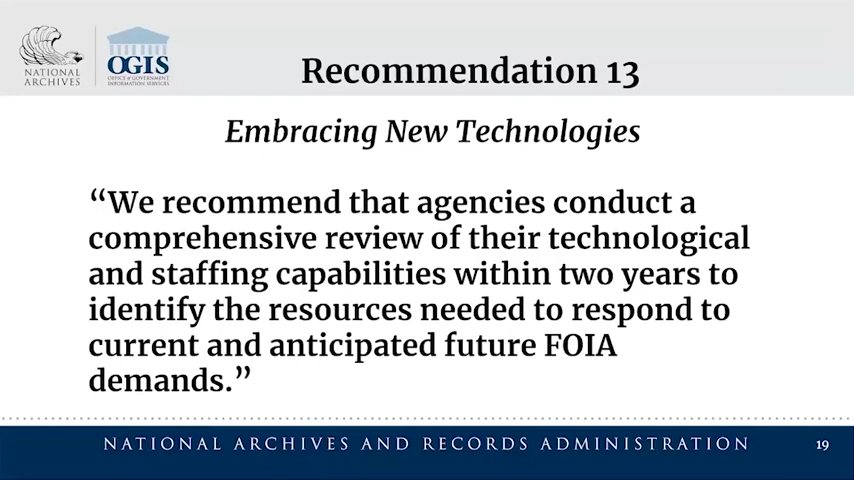 NATIONAL
ARCHIVES
OGIS
OFFICE of GOVERNMENT
INFORMATION SERVICES
Recommendation 13
Embracing New Technologies
“We recommend that agencies conduct a
comprehensive review of their technological
and staffing capabilities within two years to
identify the resources needed to respond to
current and anticipated future FOIA
demands.”
NATIONAL ARCHIVES AND RECORDS ADMINISTRATION
19